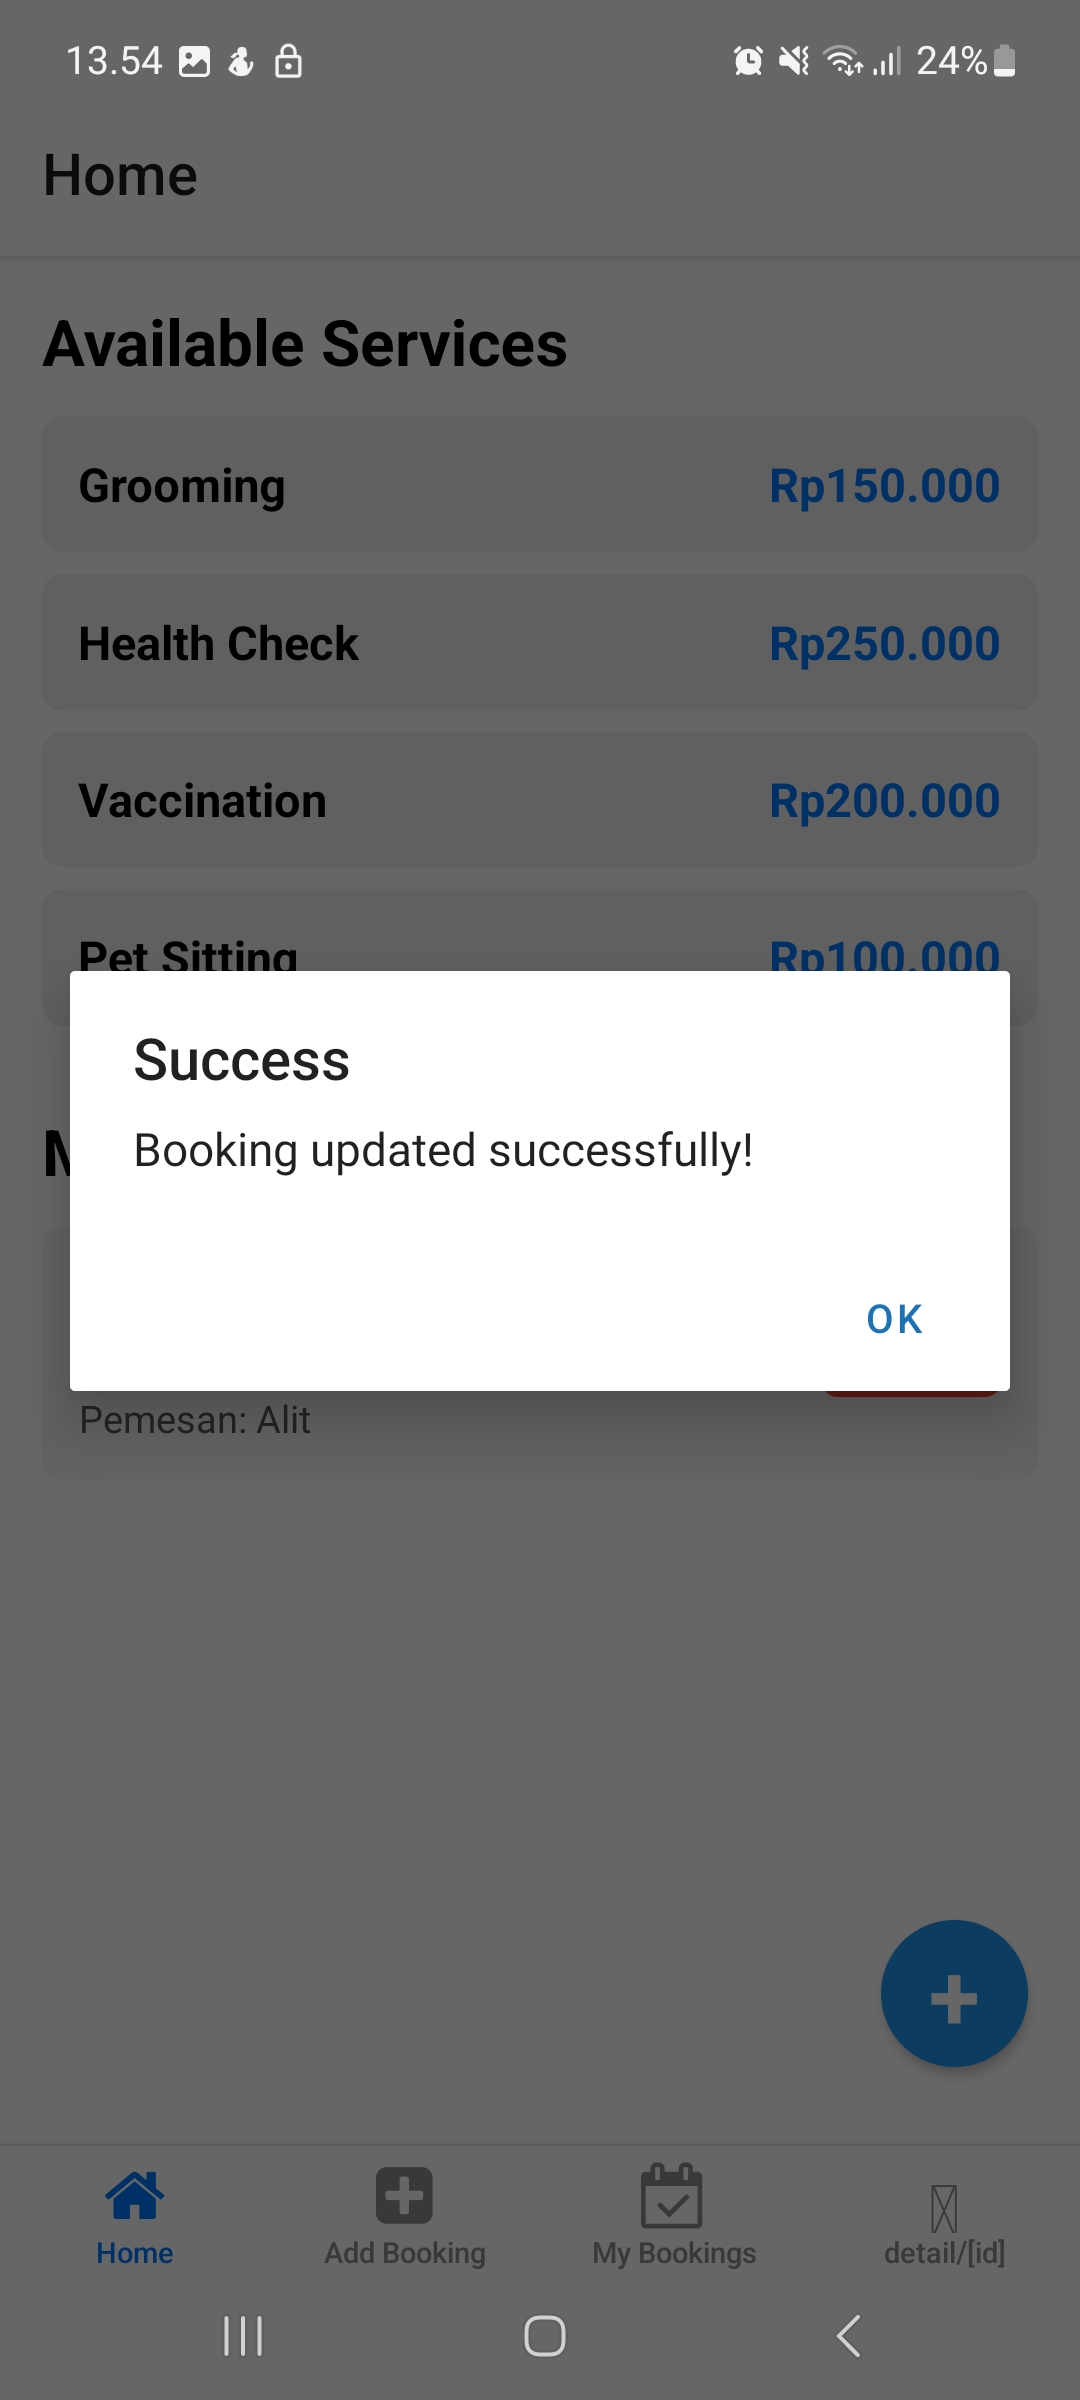 13.54
24%
Home
Available Services
Grooming Rp150.000
Health Check Rp250.000
Vaccination Rp200.000
Pet Sitting Rp100.000
Success
Booking updated successfully!
OK
Pemesan: Alit
Home
Add Booking
My Bookings
detail/[id]